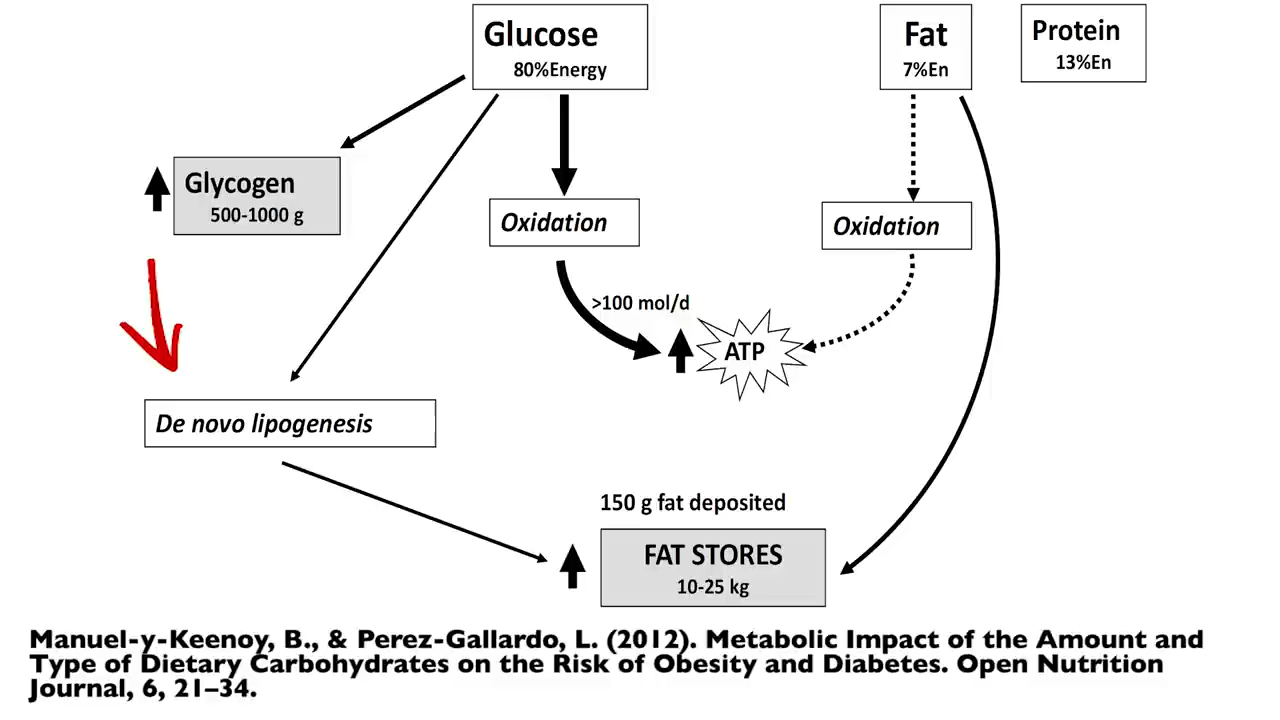 Glucose
80%Energy
Fat
7%En
Protein
13%En
Glycogen
500-1000 g
Oxidation
Oxidation
>100 mol/d
ATP
De novo lipogenesis
150 g fat deposited
FAT STORES
10-25 kg
Manuel-y-Keenoy, B., & Perez-Gallardo, L. (2012). Metabolic Impact of the Amount and
Type of Dietary Carbohydrates on the Risk of Obesity and Diabetes. Open Nutrition
Journal, 6, 21–34.